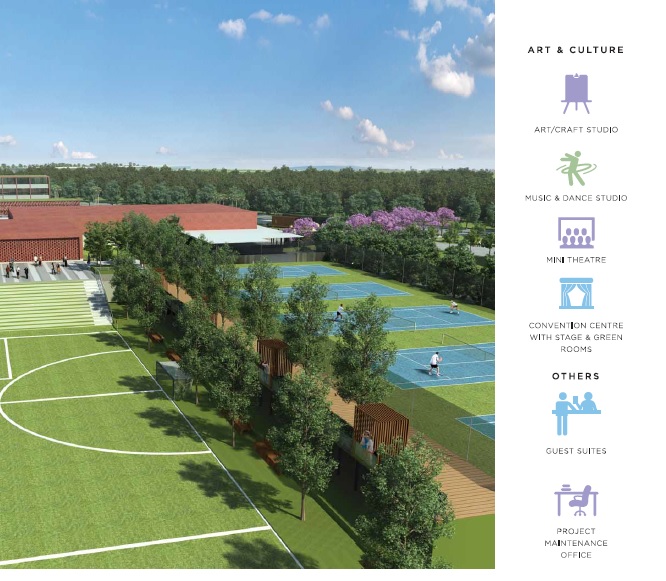 ART & CULTURE
ART/CRAFT STUDIO
MUSIC & DANCE STUDIO
MINI THEATRE
CONVENTION CENTRE
WITH STAGE & GREEN
ROOMS
OTHERS
GUEST SUITES
PROJECT
MAINTENANCE
OFFICE